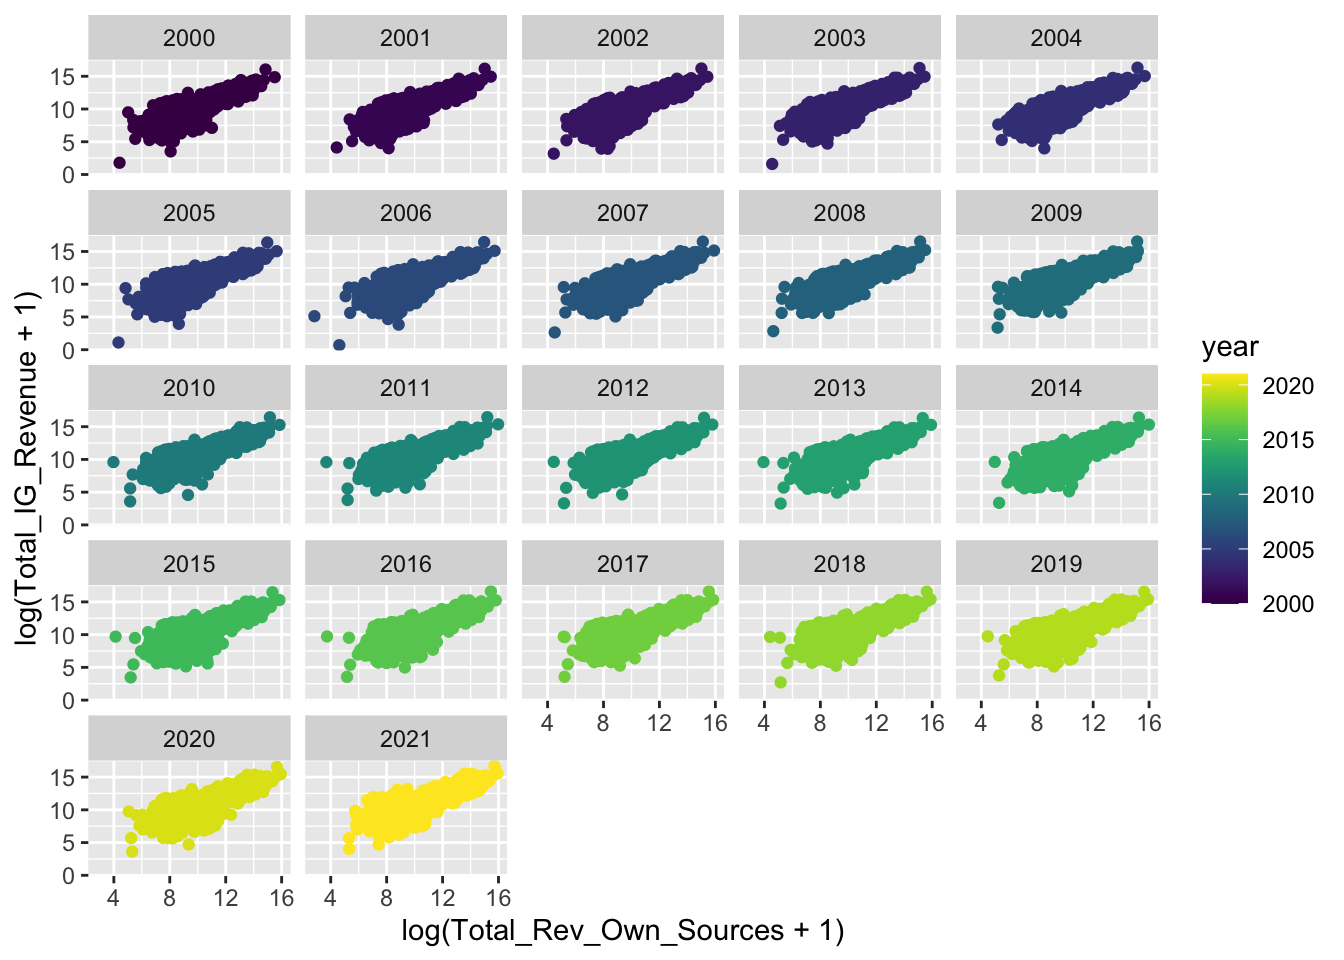 2000 2001 2002 2003 2004
15
10
5
0
2005 2006 2007 2008 2009
15
10
5
0
2010 2011 2012 2013 2014
15
10
5
0
2015 2016 2017 2018 2019
15
10
5
0
4 8 12 16 4 8 12 16 4 8 12 16
2020 2021
15
10
5
0
4 8 12 16 4 8 12 16
log(Total_Rev_Own_Sources + 1)
log(Total_IG_Revenue + 1)
year
2020
2015
2010
2005
2000